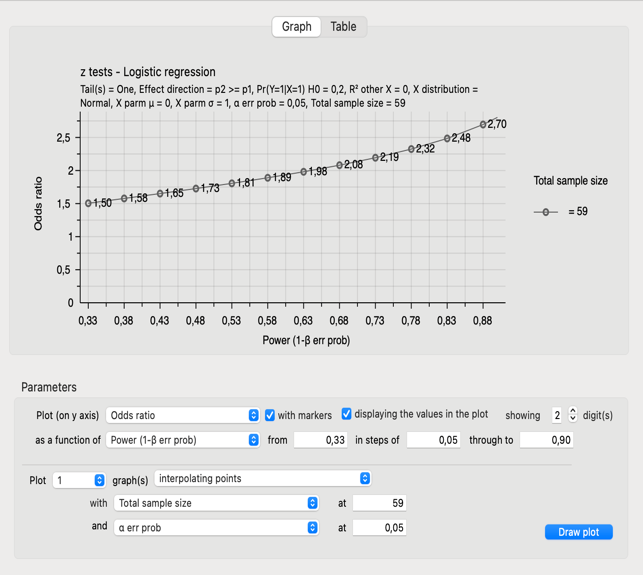 Graph Table
z tests - Logistic regression
Tail(s) = One, Effect direction = p2 >= p1, Pr(Y=1|X=1) H0 = 0,2, R² other X = 0, X distribution =
Normal, X parm μ = 0, X parm σ = 1, α err prob = 0,05, Total sample size = 59
Odds ratio
2,5
2
1,5
1
0,5
0
1,50 1,58 1,65 1,73 1,81 1,89 1,98 2,08 2,19 2,32 2,48 2,70
0,33 0,38 0,43 0,48 0,53 0,58 0,63 0,68 0,73 0,78 0,83 0,88
Power (1-β err prob)
Total sample size
= 59
Parameters
Plot (on y axis) Odds ratio with markers displaying the values in the plot showing 2 digit(s)
as a function of Power (1-β err prob) from 0,33 in steps of 0,05 through to 0,90
Plot 1 graph(s) interpolating points
with Total sample size at 59
and α err prob at 0,05
Draw plot